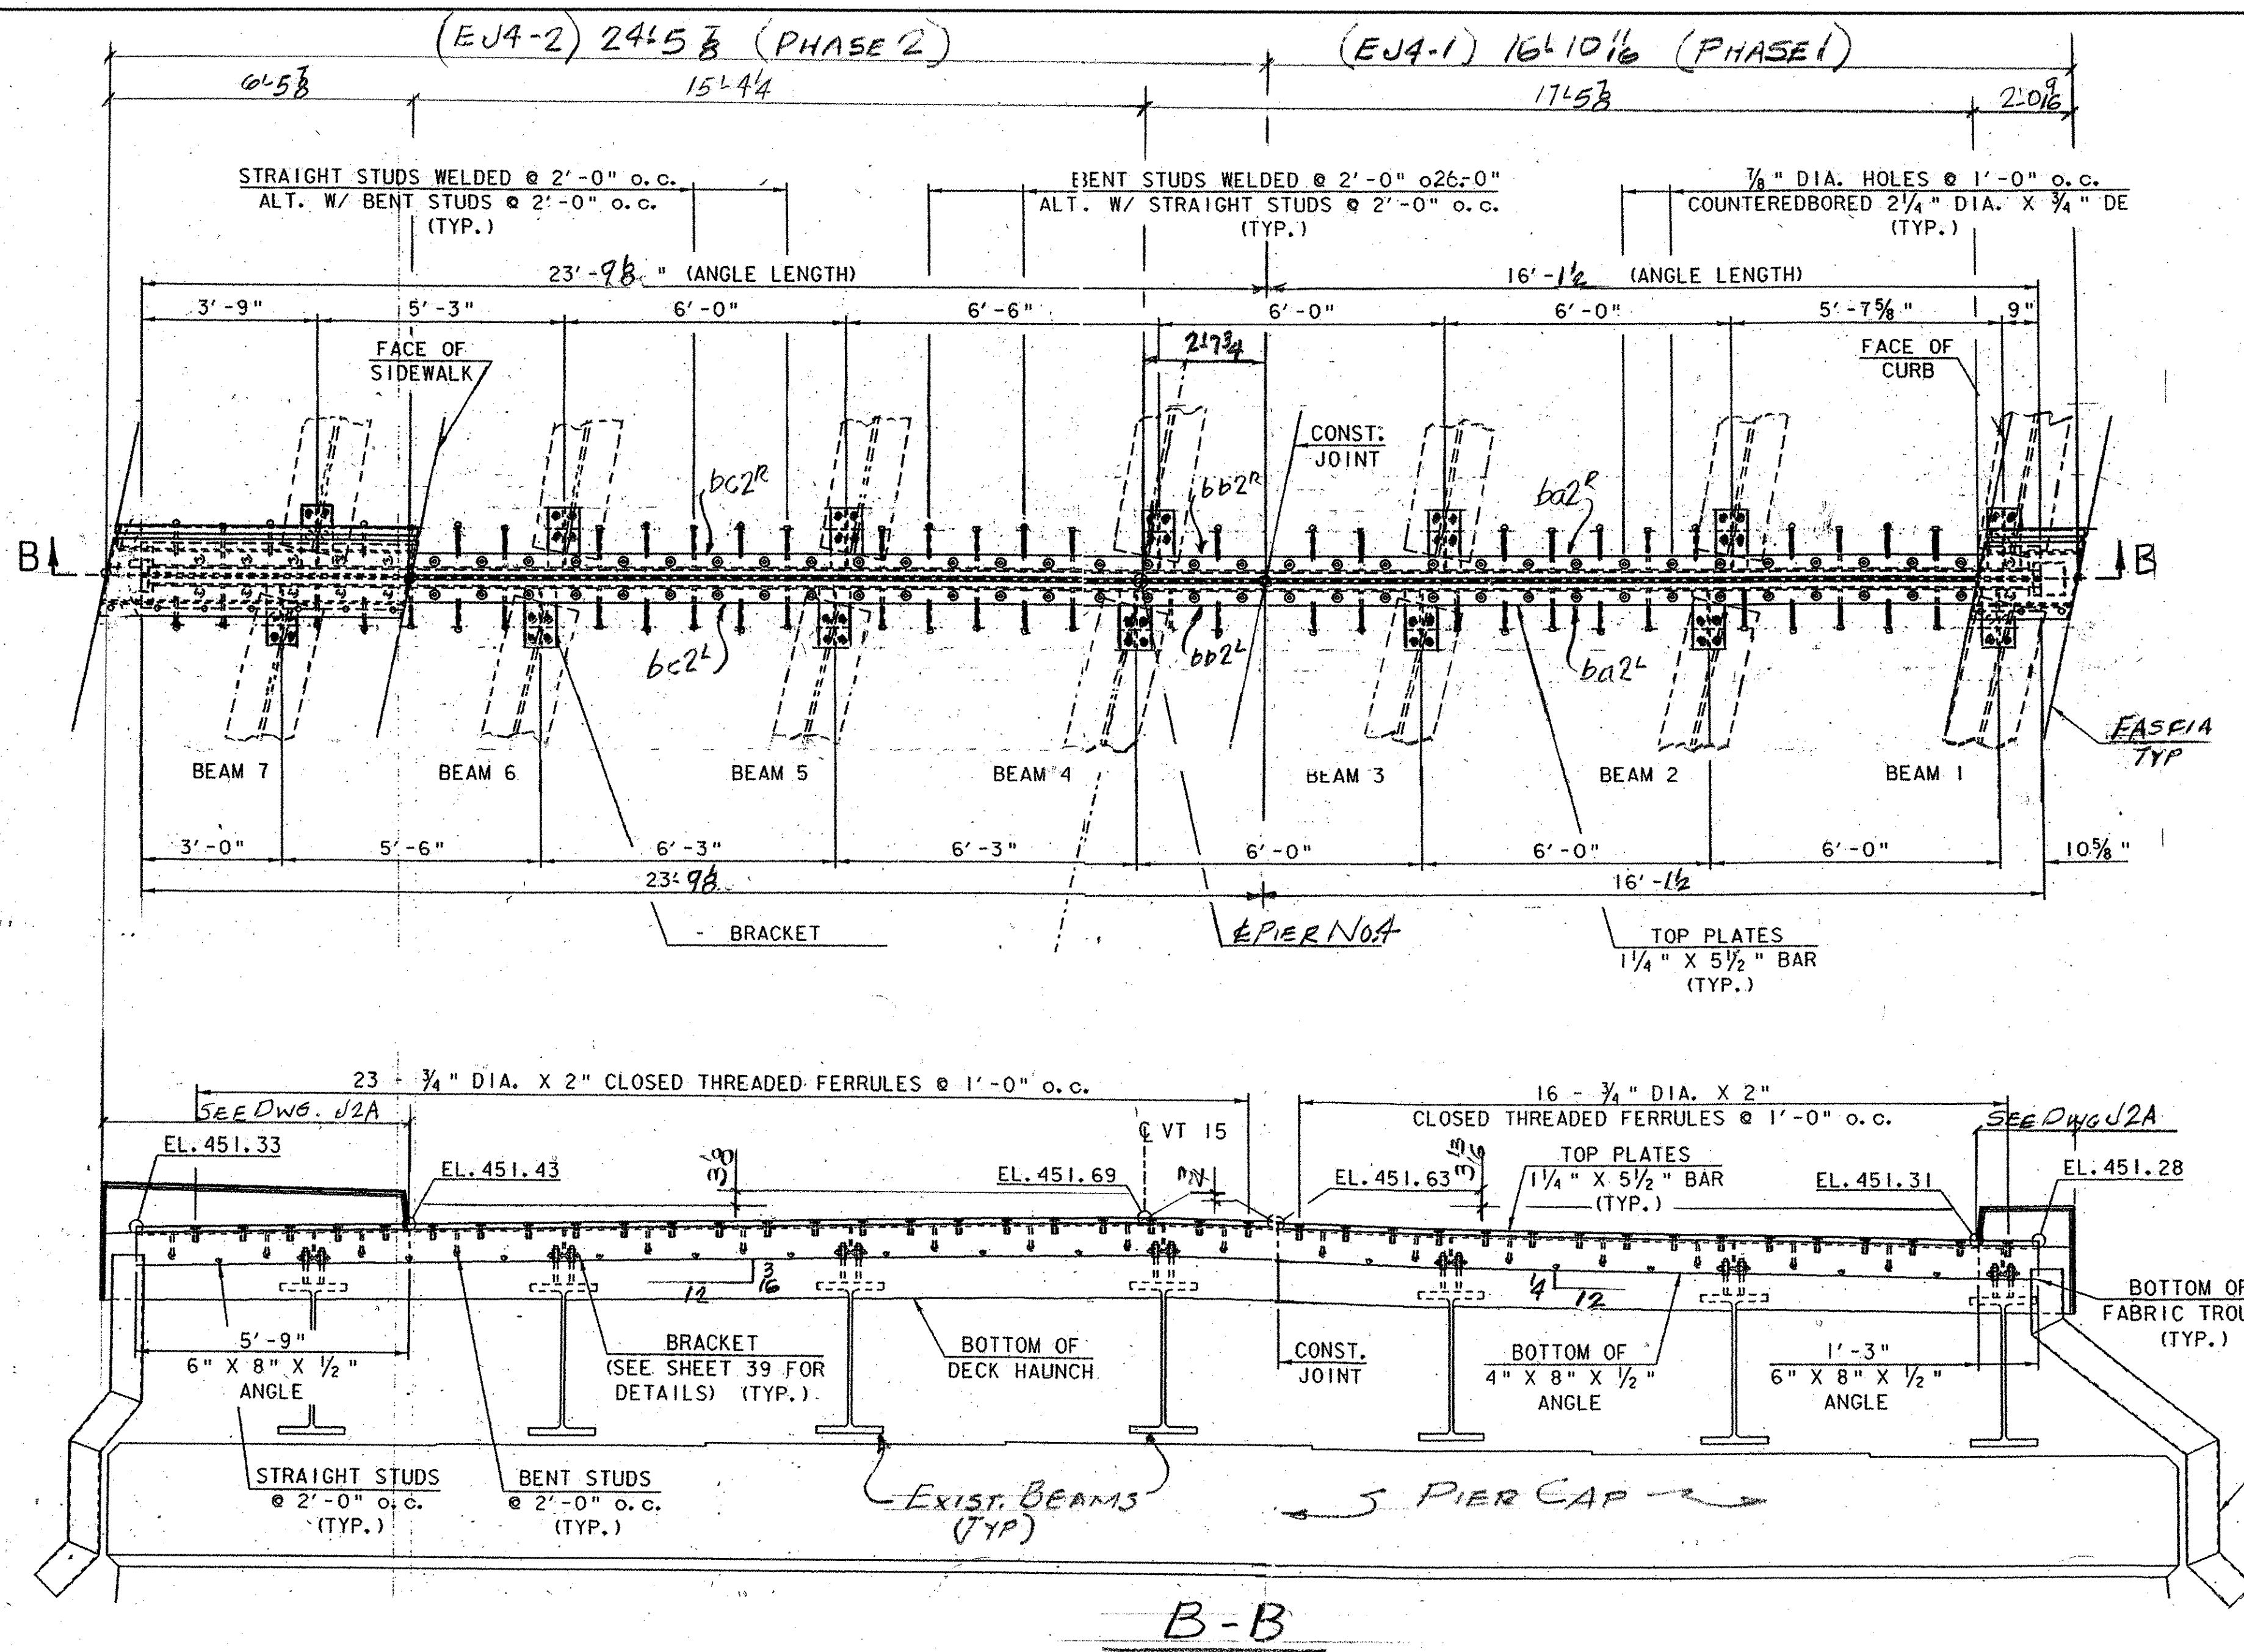 (EJ4-2) 24'-5 7/8 (PHASE 2)
(EJ4-1) 16'-10 11/16 (PHASE 1)
6'-5 7/8
15'-4 1/4
17'-5 7/8
2'-0 9/16
STRAIGHT STUDS WELDED @ 2'-0" o.c.
ALT. W/ BENT STUDS @ 2'-0" o.c.
(TYP.)
BENT STUDS WELDED @ 2'-0" o26.-0"
ALT. W/ STRAIGHT STUDS @ 2'-0" o.c.
(TYP.)
7/8" DIA. HOLES @ 1'-0" o.c.
COUNTEREDBORED 2 1/4" DIA. X 3/4" DE
(TYP.)
23'-9 1/8" (ANGLE LENGTH)
16'-1 1/2 (ANGLE LENGTH)
3'-9"
5'-3"
6'-0"
6'-6"
6'-0"
6'-0"
5'-7 5/8"
9"
2'-7 3/4
FACE OF
SIDEWALK
FACE OF
CURB
CONST.
JOINT
bc2R
bb2R
ba2R
B
B
bc2L
bb2L
ba2L
FASFIA
TYP
BEAM 7
BEAM 6
BEAM 5
BEAM 4
BEAM 3
BEAM 2
BEAM 1
3'-0"
5'-6"
6'-3"
6'-3"
6'-0"
6'-0"
6'-0"
10 5/8"
23'-9 1/8
16'-1 1/2
- BRACKET
℄ PIER No.4
TOP PLATES
1 1/4" X 5 1/2" BAR
(TYP.)
23 - 3/4" DIA. X 2" CLOSED THREADED FERRULES @ 1'-0" o.c.
16 - 3/4" DIA. X 2"
CLOSED THREADED FERRULES @ 1'-0" o.c.
SEE DWG. J2A
SEE DWG J2A
EL.451.33
EL.451.43
℄ VT 15
EL.451.69
EL.451.63
TOP PLATES
1 1/4" X 5 1/2" BAR
(TYP.)
EL.451.31
EL.451.28
3/16
12
1/4
12
5'-9"
6" X 8" X 1/2"
ANGLE
BRACKET
(SEE SHEET 39 FOR
DETAILS) (TYP.)
BOTTOM OF
DECK HAUNCH
CONST.
JOINT
BOTTOM OF
4" X 8" X 1/2"
ANGLE
1'-3"
6" X 8" X 1/2"
ANGLE
BOTTOM OF
FABRIC TROU
(TYP.)
STRAIGHT STUDS
@ 2'-0" o.c.
(TYP.)
BENT STUDS
@ 2'-0" o.c.
(TYP.)
EXIST. BEAMS
(TYP)
PIER CAP
B-B